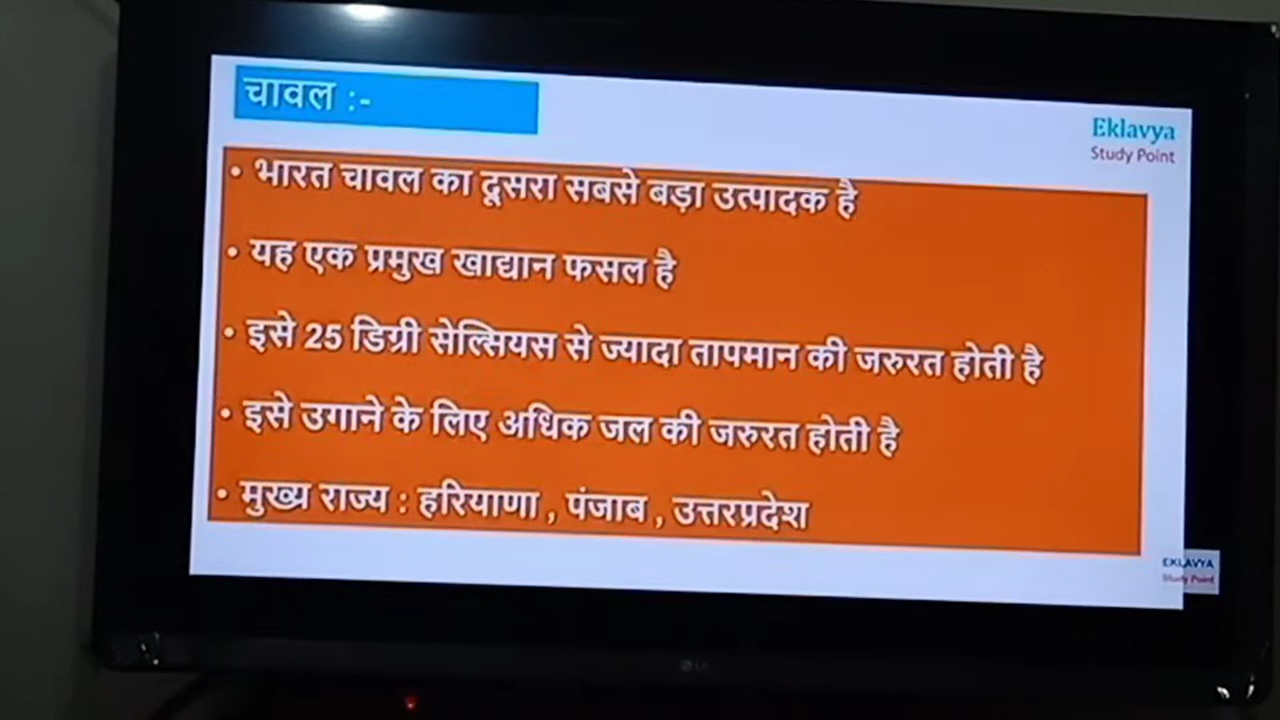 चावल :-
Eklavya
Study Point
• भारत चावल का दूसरा सबसे बड़ा उत्पादक है
• यह एक प्रमुख खाद्यान फसल है
• इसे 25 डिग्री सेल्सियस से ज्यादा तापमान की जरुरत होती है
• इसे उगाने के लिए अधिक जल की जरुरत होती है
• मुख्य राज्य : हरियाणा , पंजाब , उत्तरप्रदेश
EKLAVYA
Study Point
LG